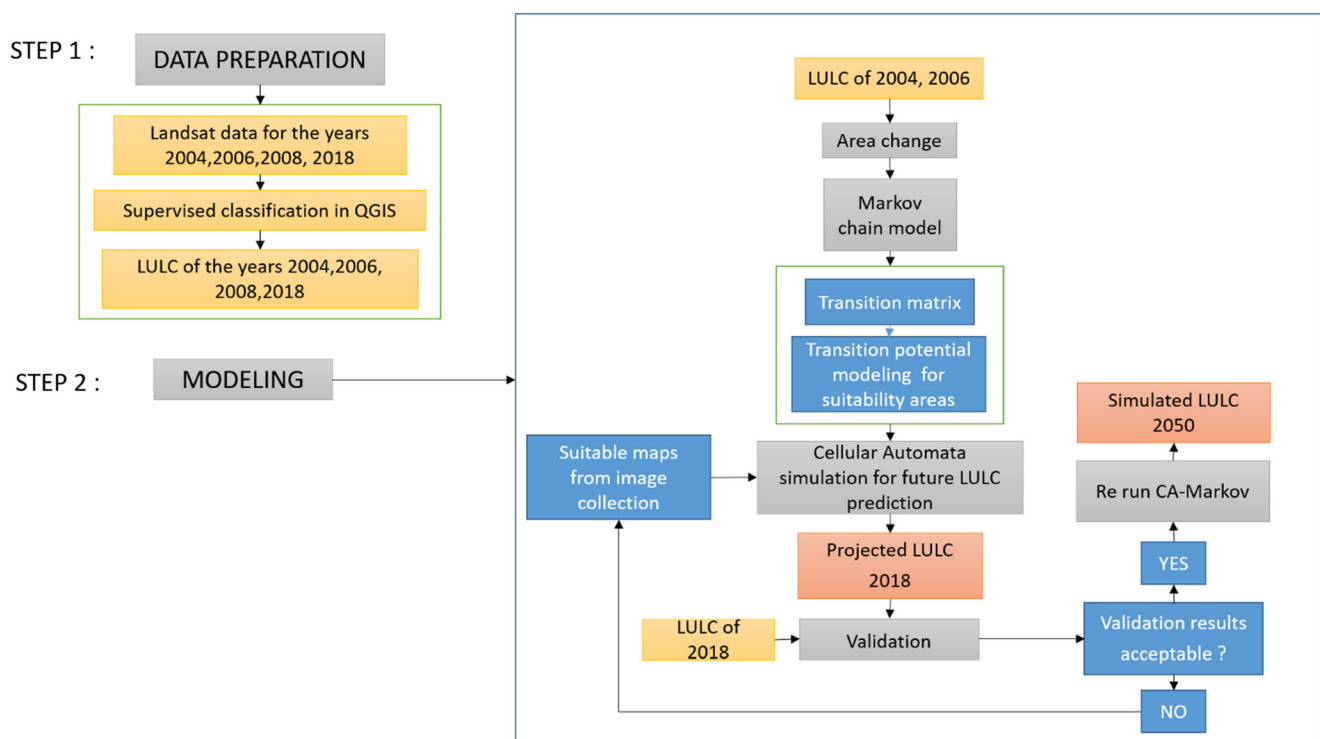 STEP 1 :
DATA PREPARATION
Landsat data for the years
2004,2006,2008, 2018
Supervised classification in QGIS
LULC of the years 2004,2006,
2008,2018
STEP 2 :
MODELING
LULC of 2004, 2006
Area change
Markov
chain model
Transition matrix
Transition potential
modeling for
suitability areas
Suitable maps
from image
collection
Cellular Automata
simulation for future LULC
prediction
Projected LULC
2018
LULC of
2018
Validation
Validation results
acceptable ?
YES
Re run CA-Markov
Simulated LULC
2050
NO